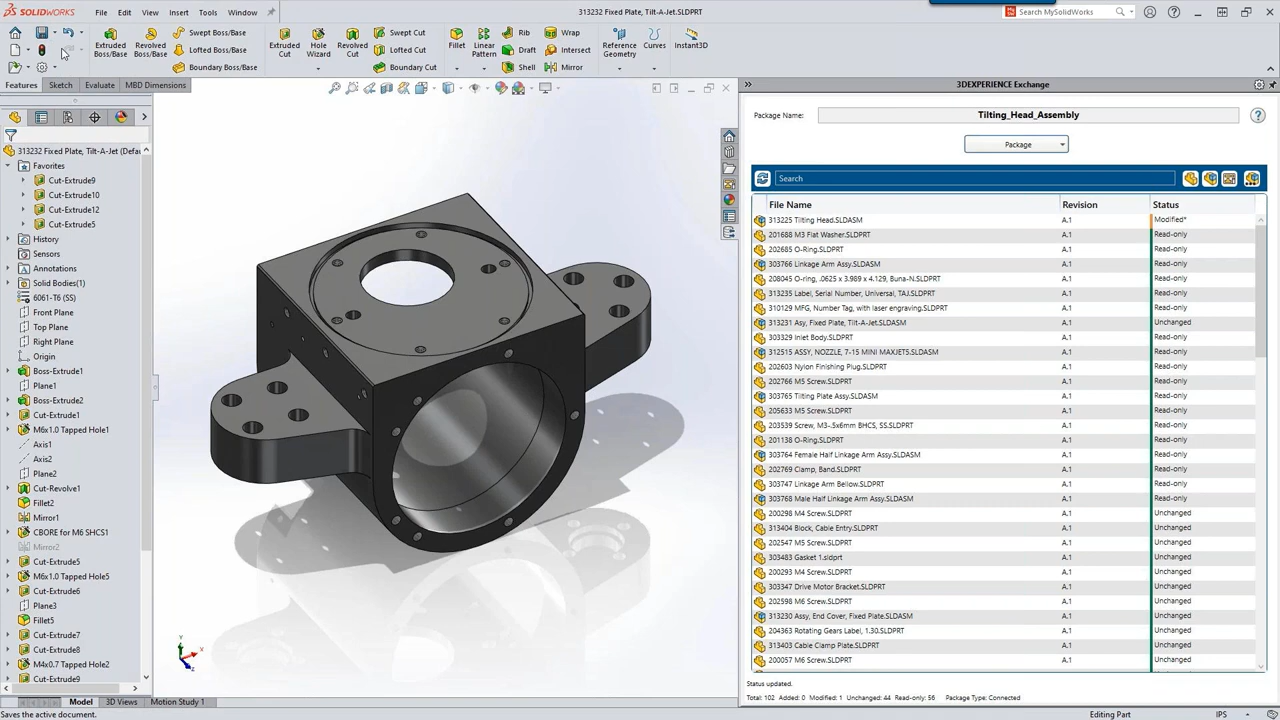 SOLIDWORKS File Edit View Insert Tools Window 313232 Fixed Plate, Tilt-A-Jet.SLDPRT Search MySolidWorks
Extruded Boss/Base
Revolved Boss/Base
Swept Boss/Base
Lofted Boss/Base
Boundary Boss/Base
Extruded Cut
Hole Wizard
Revolved Cut
Swept Cut
Lofted Cut
Boundary Cut
Fillet
Linear Pattern
Rib
Draft
Shell
Wrap
Intersect
Mirror
Reference Geometry
Curves
Instant3D
Features Sketch Evaluate MBD Dimensions
313232 Fixed Plate, Tilt-A-Jet (Defau
Favorites
Cut-Extrude9
Cut-Extrude10
Cut-Extrude12
Cut-Extrude5
History
Sensors
Annotations
Solid Bodies(1)
6061-T6 (SS)
Front Plane
Top Plane
Right Plane
Origin
Boss-Extrude1
Plane1
Boss-Extrude2
Cut-Extrude1
M6x1.0 Tapped Hole1
Axis1
Axis2
Plane2
Cut-Revolve1
Fillet2
Mirror1
CBORE for M6 SHCS1
Mirror2
Cut-Extrude5
M6x1.0 Tapped Hole5
Cut-Extrude6
Plane3
Fillet5
Cut-Extrude7
Cut-Extrude8
M4x0.7 Tapped Hole2
Cut-Extrude9
Y
X
Z
Model 3D Views Motion Study 1
Saves the active document.
3DEXPERIENCE Exchange
Package Name: Tilting_Head_Assembly ?
Package
Search
File Name Revision Status
313225 Tilting Head.SLDASM A.1 Modified*
201688 M3 Flat Washer.SLDPRT A.1 Read-only
202685 O-Ring.SLDPRT A.1 Read-only
303766 Linkage Arm Assy.SLDASM A.1 Read-only
208045 O-ring, .0625 x 3.989 x 4.129, Buna-N.SLDPRT A.1 Read-only
313235 Label, Serial Number, Universal, TAJ.SLDPRT A.1 Read-only
310129 MFG, Number Tag, with laser engraving.SLDPRT A.1 Read-only
313231 Asy, Fixed Plate, Tilt-A-Jet.SLDASM A.1 Unchanged
303329 Inlet Body.SLDPRT A.1 Read-only
312515 ASSY, NOZZLE, 7-15 MINI MAXJET5.SLDASM A.1 Read-only
202603 Nylon Finishing Plug.SLDPRT A.1 Read-only
202766 M5 Screw.SLDPRT A.1 Read-only
303765 Tilting Plate Assy.SLDASM A.1 Read-only
205633 M5 Screw.SLDPRT A.1 Read-only
203539 Screw, M3-.5x6mm BHCS, SS.SLDPRT A.1 Read-only
201138 O-Ring.SLDPRT A.1 Read-only
303764 Female Half Linkage Arm Assy.SLDASM A.1 Read-only
202769 Clamp, Band.SLDPRT A.1 Read-only
303747 Linkage Arm Bellow.SLDPRT A.1 Read-only
303768 Male Half Linkage Arm Assy.SLDASM A.1 Read-only
200298 M4 Screw.SLDPRT A.1 Unchanged
313404 Block, Cable Entry.SLDPRT A.1 Unchanged
202547 M5 Screw.SLDPRT A.1 Unchanged
303483 Gasket 1.sldprt A.1 Unchanged
200293 M4 Screw.SLDPRT A.1 Unchanged
303347 Drive Motor Bracket.SLDPRT A.1 Unchanged
202598 M6 Screw.SLDPRT A.1 Unchanged
313230 Assy, End Cover, Fixed Plate.SLDASM A.1 Unchanged
204363 Rotating Gears Label, 1.30.SLDPRT A.1 Unchanged
313403 Cable Clamp Plate.SLDPRT A.1 Unchanged
200057 M6 Screw.SLDPRT A.1 Unchanged
Status updated.
Total: 102 Added: 0 Modified: 1 Unchanged: 44 Read-only: 56 Package Type: Connected
Editing Part IPS